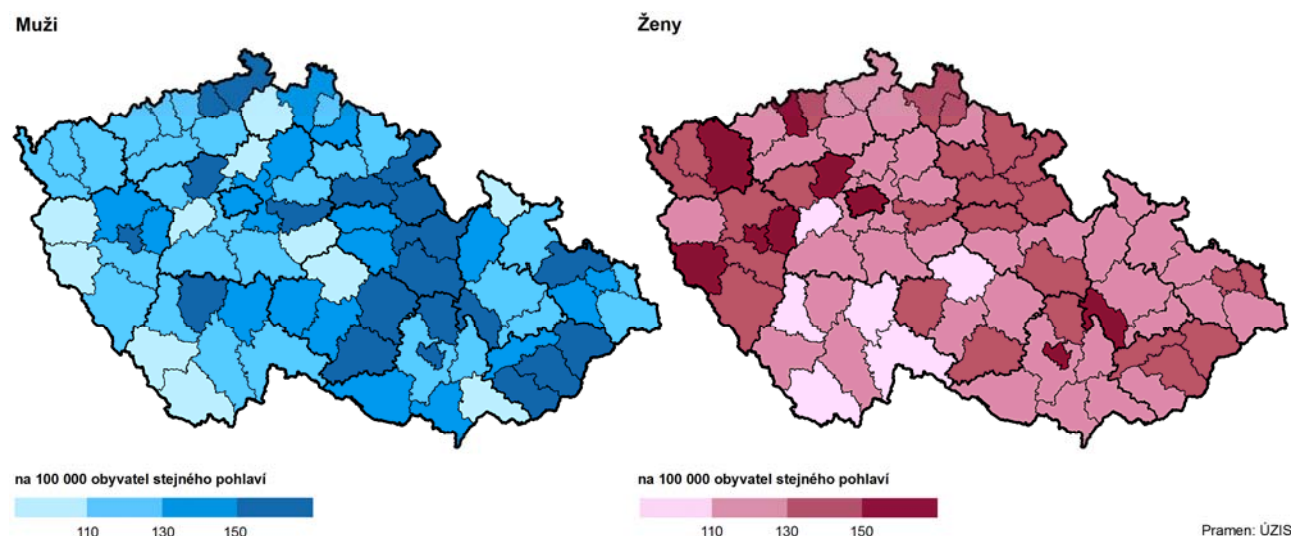 Muži
Ženy
na 100 000 obyvatel stejného pohlaví
110 130 150
na 100 000 obyvatel stejného pohlaví
110 130 150
Pramen: ÚZIS